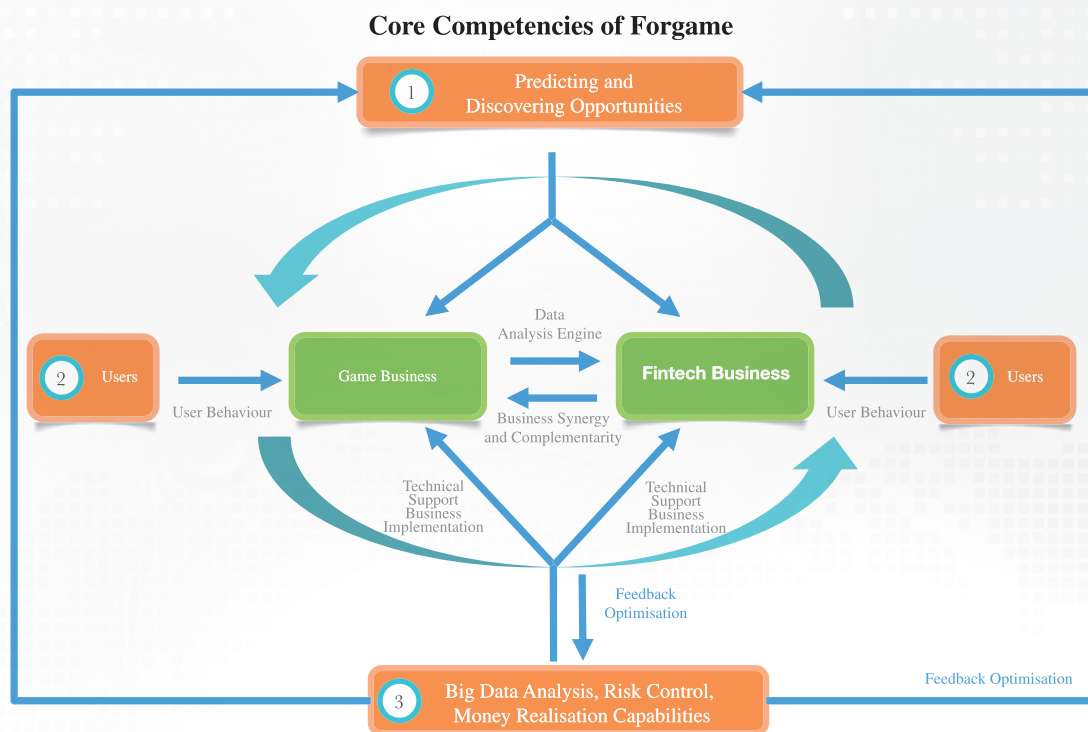 Core Competencies of Forgame
1
Predicting and
Discovering Opportunities
Data
Analysis Engine
2
Users
User Behaviour
Game Business
Fintech Business
Business Synergy
and Complementarity
User Behaviour
2
Users
Technical
Support
Business
Implementation
Technical
Support
Business
Implementation
Feedback
Optimisation
Feedback Optimisation
3
Big Data Analysis, Risk Control,
Money Realisation Capabilities